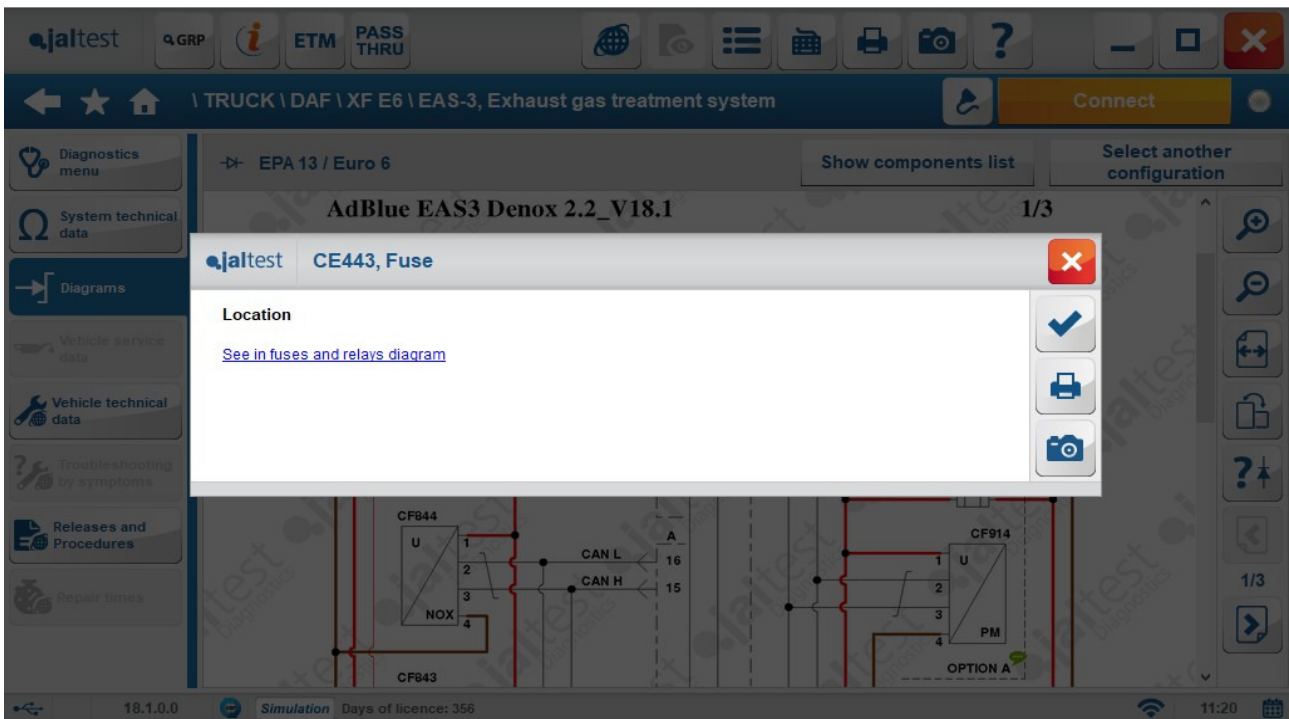 jaltest GRP i ETM PASS THRU ?
\ TRUCK \ DAF \ XF E6 \ EAS-3, Exhaust gas treatment system Connect
Diagnostics menu
EPA 13 / Euro 6 Show components list Select another configuration
System technical data
AdBlue EAS3 Denox 2.2_V18.1 1/3
jaltest CE443, Fuse
Diagrams
Location
See in fuses and relays diagram
Vehicle service data
Vehicle technical data
Troubleshooting by symptoms
Releases and Procedures
Repair times
CF844
U 1
2
3
NOX 4
CF843
A
CAN L 16
CAN H 15
CF914
1 U
2
3
4 PM
OPTION A
?
1/3
18.1.0.0 Simulation Days of licence: 356 11:20